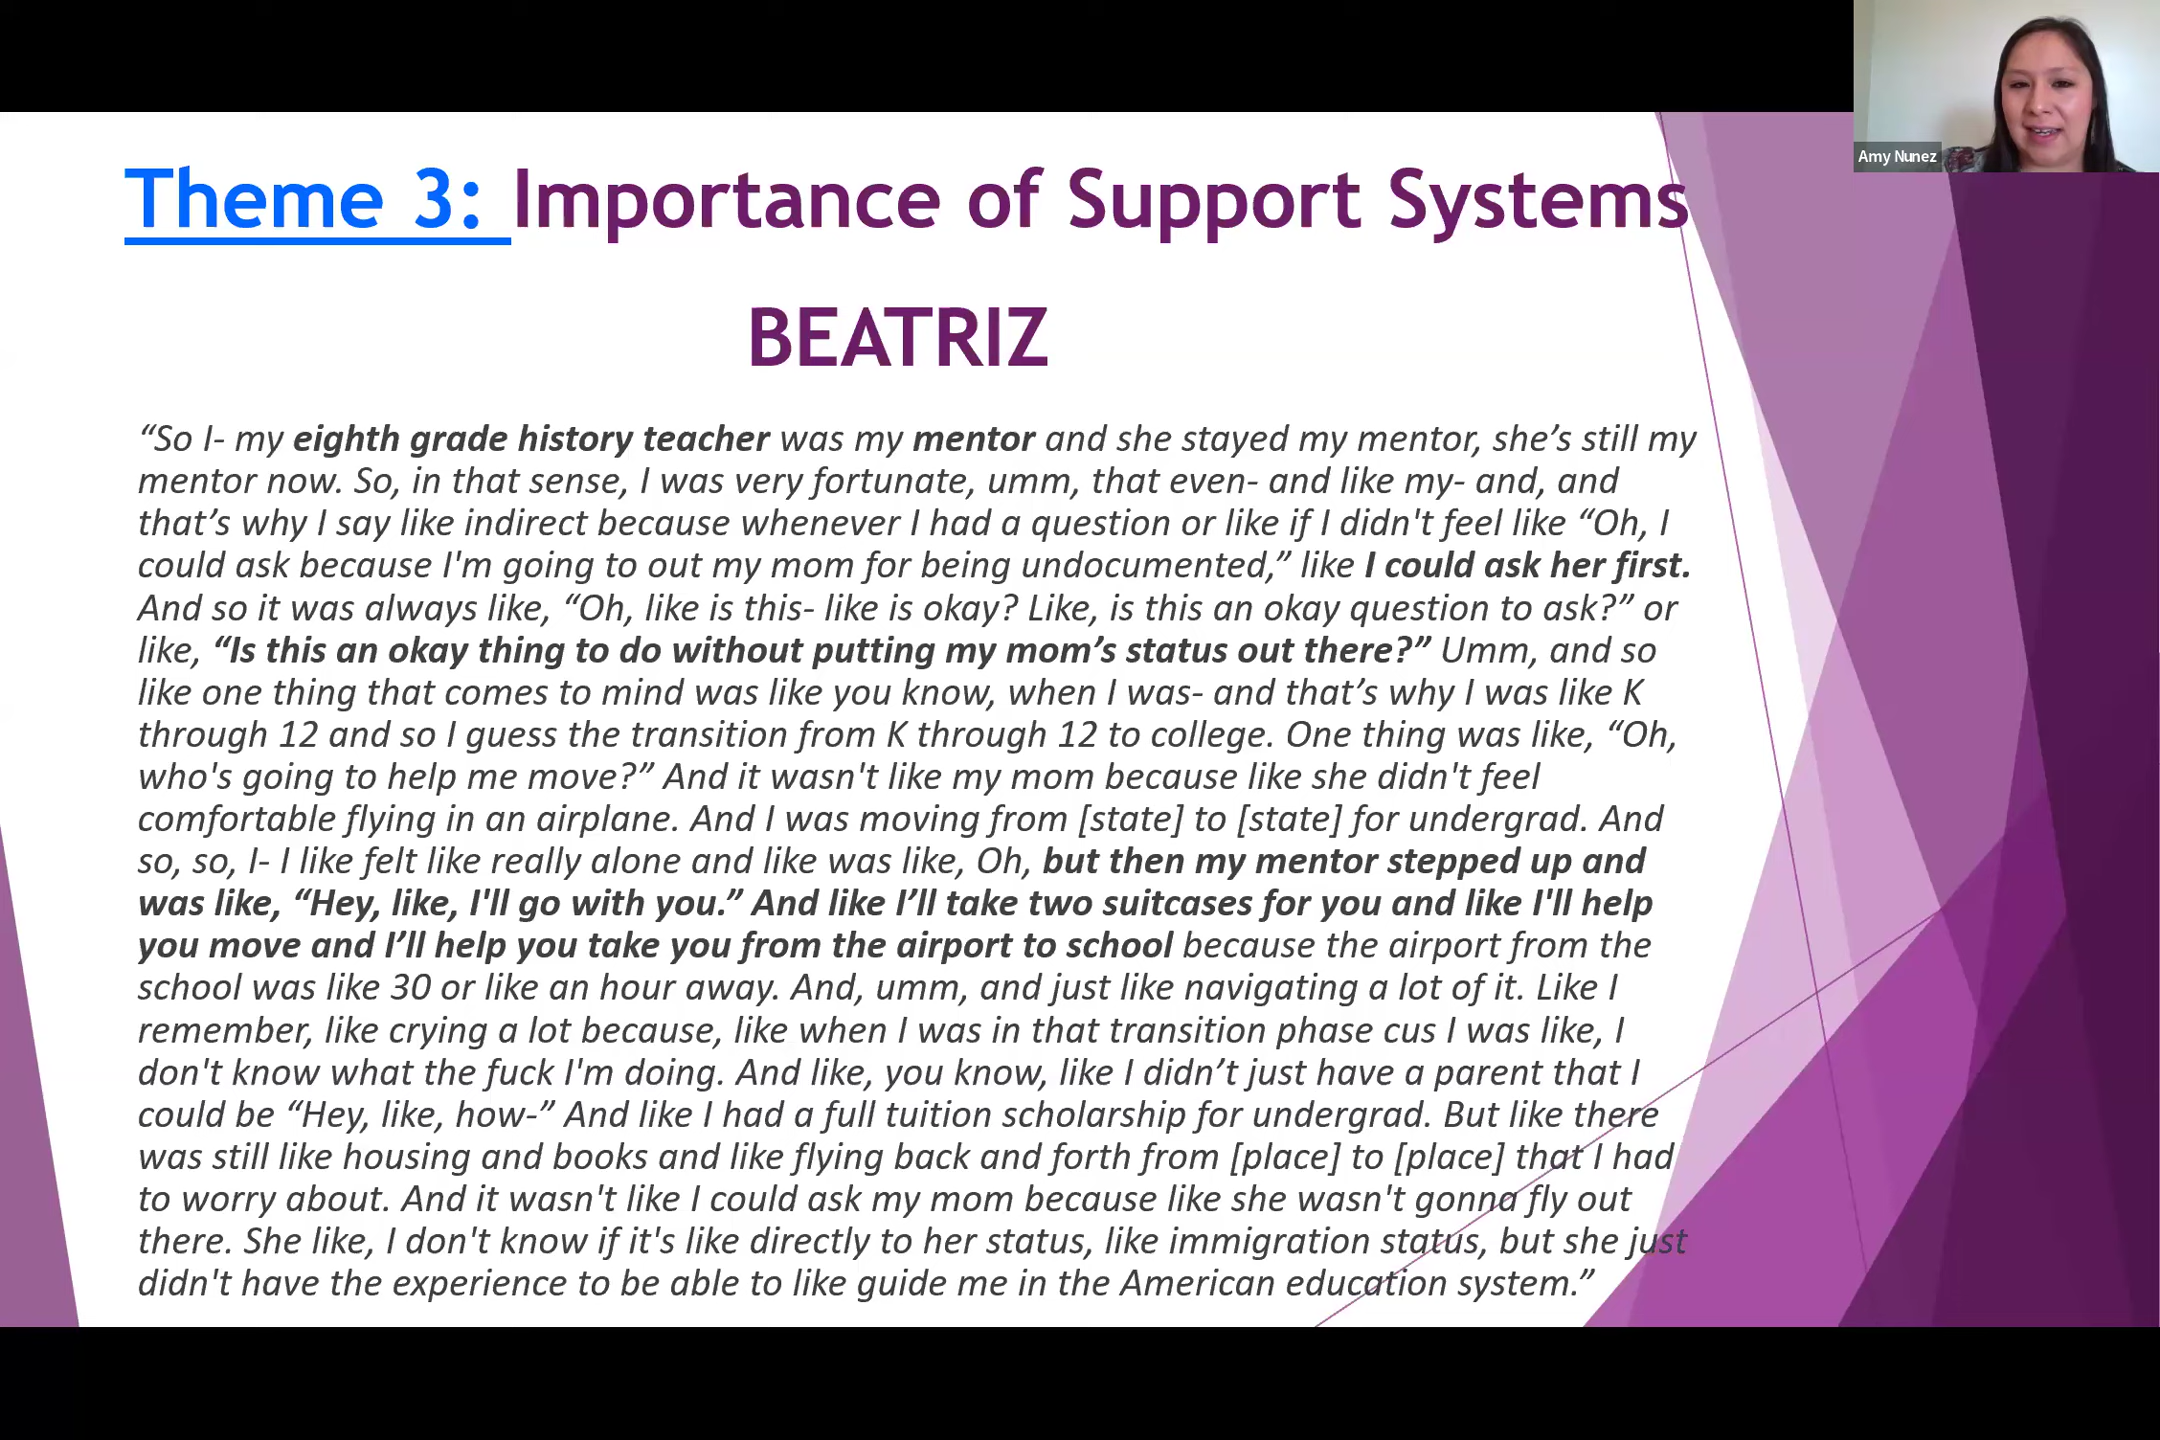 Amy Nunez
Theme 3: Importance of Support Systems
BEATRIZ
“So I- my eighth grade history teacher was my mentor and she stayed my mentor, she’s still my
mentor now. So, in that sense, I was very fortunate, umm, that even- and like my- and, and
that’s why I say like indirect because whenever I had a question or like if I didn't feel like “Oh, I
could ask because I'm going to out my mom for being undocumented,” like I could ask her first.
And so it was always like, “Oh, like is this- like is okay? Like, is this an okay question to ask?” or
like, “Is this an okay thing to do without putting my mom’s status out there?” Umm, and so
like one thing that comes to mind was like you know, when I was- and that’s why I was like K
through 12 and so I guess the transition from K through 12 to college. One thing was like, “Oh,
who's going to help me move?” And it wasn't like my mom because like she didn't feel
comfortable flying in an airplane. And I was moving from [state] to [state] for undergrad. And
so, so, I- I like felt like really alone and like was like, Oh, but then my mentor stepped up and
was like, “Hey, like, I'll go with you.” And like I’ll take two suitcases for you and like I'll help
you move and I’ll help you take you from the airport to school because the airport from the
school was like 30 or like an hour away. And, umm, and just like navigating a lot of it. Like I
remember, like crying a lot because, like when I was in that transition phase cus I was like, I
don't know what the fuck I'm doing. And like, you know, like I didn’t just have a parent that I
could be “Hey, like, how-” And like I had a full tuition scholarship for undergrad. But like there
was still like housing and books and like flying back and forth from [place] to [place] that I had
to worry about. And it wasn't like I could ask my mom because like she wasn't gonna fly out
there. She like, I don't know if it's like directly to her status, like immigration status, but she just
didn't have the experience to be able to like guide me in the American education system.”